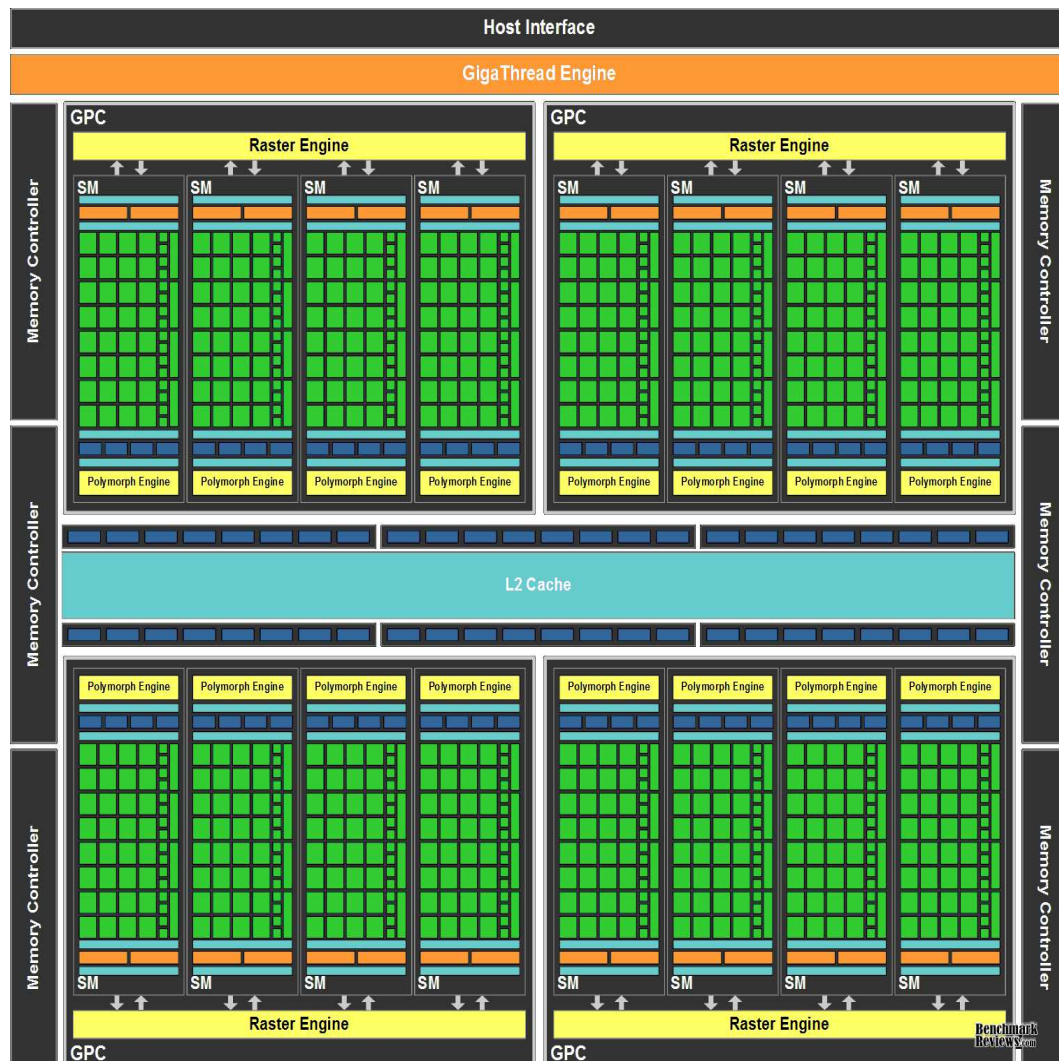 Host Interface
GigaThread Engine
GPC
GPC
Raster Engine
Raster Engine
SM
SM
SM
SM
SM
SM
SM
SM
Memory Controller
Memory Controller
Polymorph Engine
Polymorph Engine
Polymorph Engine
Polymorph Engine
Polymorph Engine
Polymorph Engine
Polymorph Engine
Polymorph Engine
Memory Controller
L2 Cache
Memory Controller
Polymorph Engine
Polymorph Engine
Polymorph Engine
Polymorph Engine
Polymorph Engine
Polymorph Engine
Polymorph Engine
Polymorph Engine
Memory Controller
Memory Controller
SM
SM
SM
SM
SM
SM
SM
SM
Raster Engine
Raster Engine
GPC
GPC
Benchmark
Reviews.com